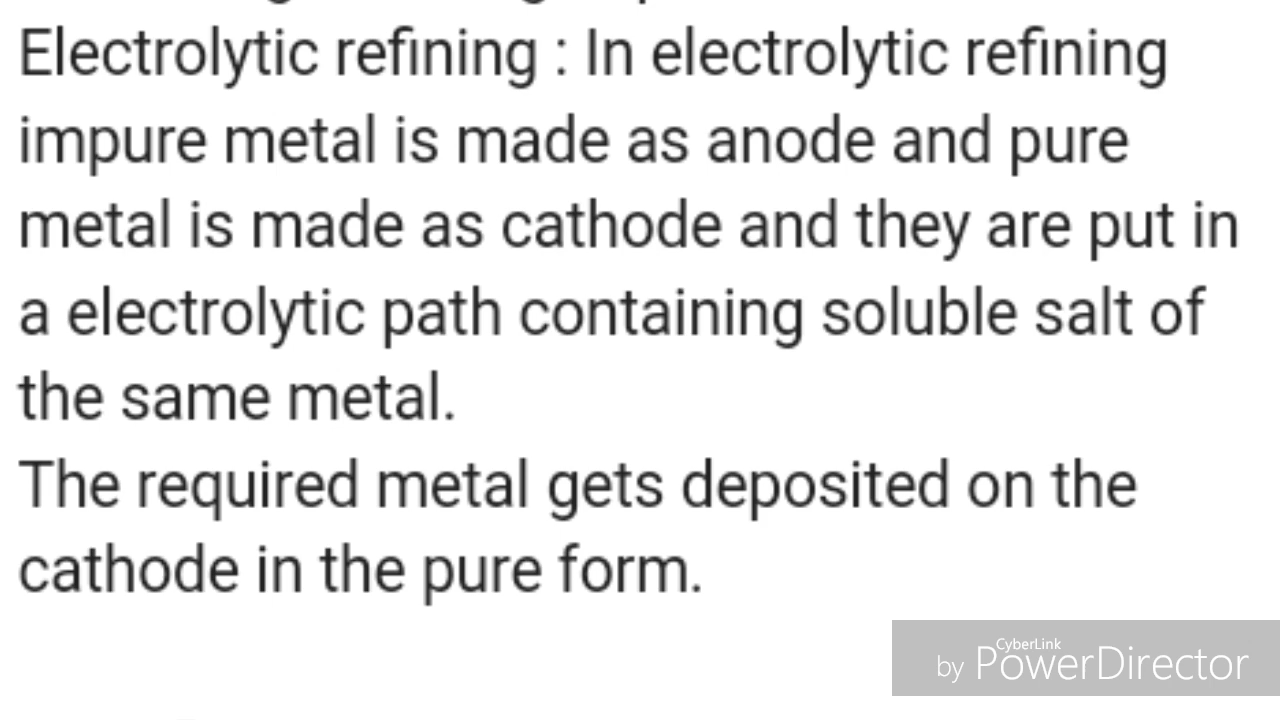 Electrolytic refining : In electrolytic refining
impure metal is made as anode and pure
metal is made as cathode and they are put in
a electrolytic path containing soluble salt of
the same metal.
The required metal gets deposited on the
cathode in the pure form.
CyberLink
by PowerDirector